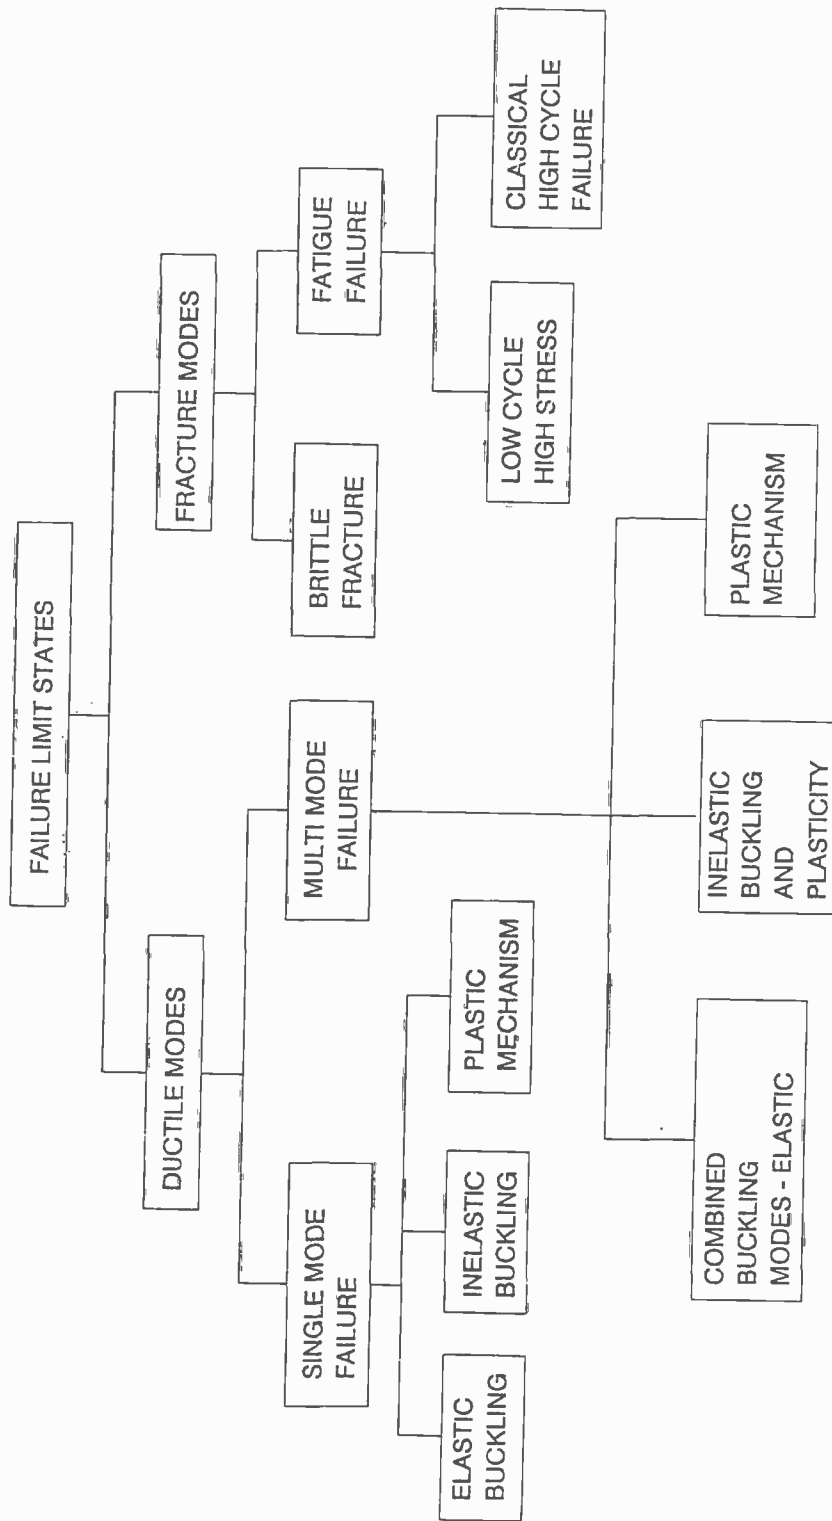 FAILURE LIMIT STATES
DUCTILE MODES
FRACTURE MODES
SINGLE MODE
FAILURE
MULTI MODE
FAILURE
BRITTLE
FRACTURE
FATIGUE
FAILURE
ELASTIC
BUCKLING
INELASTIC
BUCKLING
PLASTIC
MECHANISM
LOW CYCLE
HIGH STRESS
CLASSICAL
HIGH CYCLE
FAILURE
COMBINED
BUCKLING
MODES - ELASTIC
INELASTIC
BUCKLING
AND
PLASTICITY
PLASTIC
MECHANISM